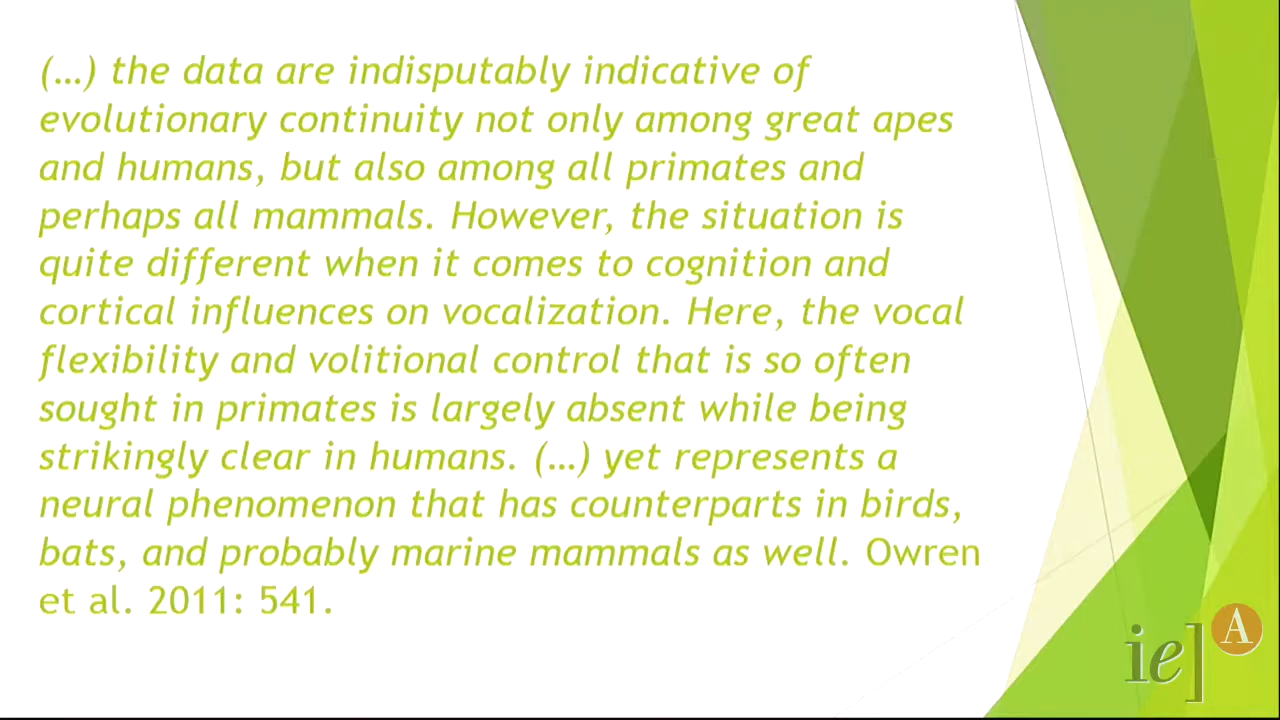 (…) the data are indisputably indicative of
evolutionary continuity not only among great apes
and humans, but also among all primates and
perhaps all mammals. However, the situation is
quite different when it comes to cognition and
cortical influences on vocalization. Here, the vocal
flexibility and volitional control that is so often
sought in primates is largely absent while being
strikingly clear in humans. (…) yet represents a
neural phenomenon that has counterparts in birds,
bats, and probably marine mammals as well. Owren
et al. 2011: 541.
ie] A